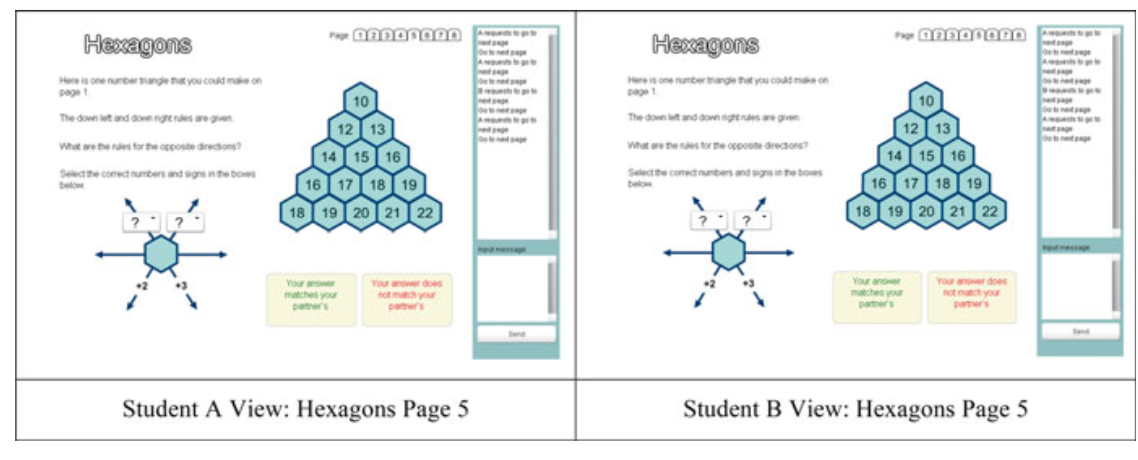 Hexagons
Page 1 2 3 4 5 6 7 8
Here is one number triangle that you could make on
page 1.
The down left and down right rules are given.
What are the rules for the opposite directions?
Select the correct numbers and signs in the boxes
below.
? ?
+2 +3
10
12 13
14 15 16
16 17 18 19
18 19 20 21 22
Your answer
matches your
partner's
Your answer does
not match your
partner's
A requests to go to
next page
Go to next page
A requests to go to
next page
Go to next page
B requests to go to
next page
Go to next page
A requests to go to
next page
Go to next page
Input message
Send
Student A View: Hexagons Page 5
Hexagons
Page 1 2 3 4 5 6 7 8
Here is one number triangle that you could make on
page 1.
The down left and down right rules are given.
What are the rules for the opposite directions?
Select the correct numbers and signs in the boxes
below.
? ?
+2 +3
10
12 13
14 15 16
16 17 18 19
18 19 20 21 22
Your answer
matches your
partner's
Your answer does
not match your
partner's
A requests to go to
next page
Go to next page
A requests to go to
next page
Go to next page
B requests to go to
next page
Go to next page
A requests to go to
next page
Go to next page
Input message
Send
Student B View: Hexagons Page 5